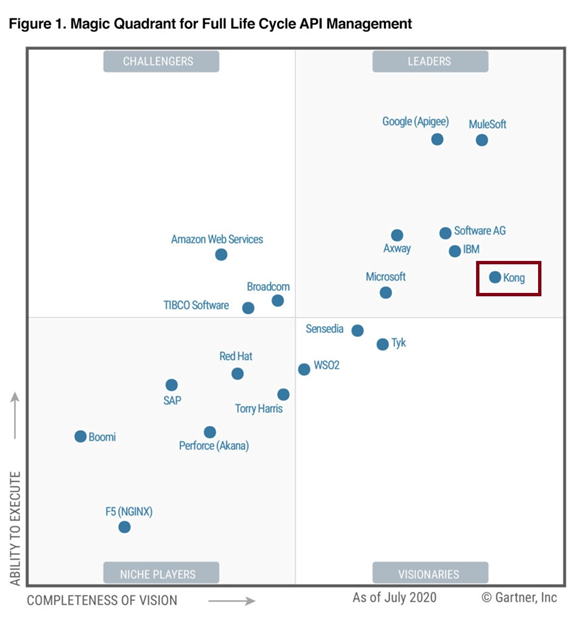 Figure 1. Magic Quadrant for Full Life Cycle API Management
CHALLENGERS
LEADERS
Google (Apigee)
MuleSoft
Amazon Web Services
Axway
Software AG
IBM
Microsoft
Kong
Broadcom
TIBCO Software
Sensedia
Tyk
WSO2
Red Hat
SAP
Torry Harris
Boomi
Perforce (Akana)
F5 (NGINX)
NICHE PLAYERS
VISIONARIES
ABILITY TO EXECUTE
COMPLETENESS OF VISION
As of July 2020
© Gartner, Inc